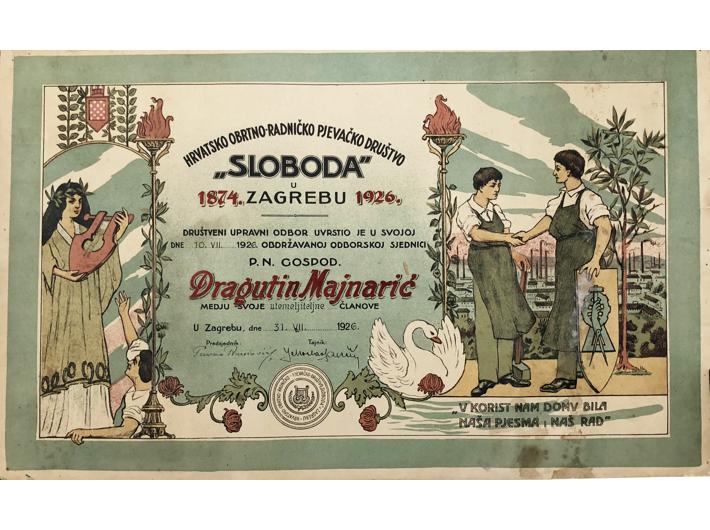 HRVATSKO OBRTNO-RADNIČKO PJEVAČKO DRUŠTVO
„SLOBODA"
U
1874. ZAGREBU 1926.
DRUŠTVENI UPRAVNI ODBOR UVRSTIO JE U SVOJOJ
DNE 10. VII. 1926. OBDRŽAVANOJ ODBORSKOJ SJEDNICI
P. N. GOSPOD.
Dragutin Majnarić
MEDJU SVOJE utemeljiteljne ČLANOVE
U Zagrebu, dne 31. VII. 1926.
Predsjednik: Tajnik:
„U KORIST NAM DOMU BILA
NAŠA PJESMA I NAŠ RAD"